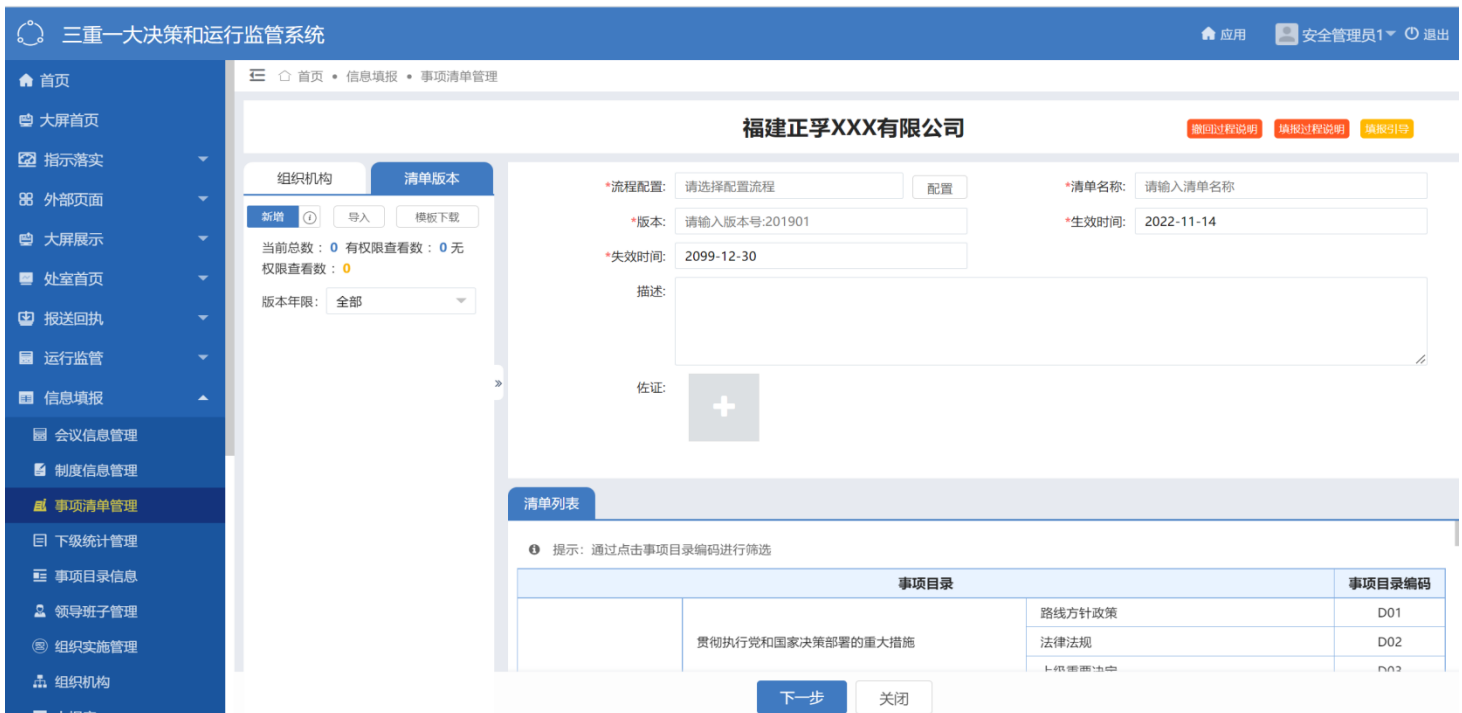 三重一大决策和运行监管系统
应用 安全管理员1 退出
首页
大屏首页
指示落实
外部页面
大屏展示
处室首页
报送回执
运行监管
信息填报
会议信息管理
制度信息管理
事项清单管理
下级统计管理
事项目录信息
领导班子管理
组织实施管理
组织机构
首页 • 信息填报 • 事项清单管理
福建正孚XXX有限公司
撤回过程说明 填报过程说明 填报引导
组织机构 清单版本
新增 导入 模板下载
当前总数： 0 有权限查看数： 0 无
权限查看数： 0
版本年限: 全部
*流程配置: 请选择配置流程 配置 *清单名称: 请输入清单名称
*版本: 请输入版本号:201901 *生效时间: 2022-11-14
*失效时间: 2099-12-30
描述:
佐证:
清单列表
提示: 通过点击事项目录编码进行筛选
事项目录 事项目录编码
路线方针政策 D01
贯彻执行党和国家决策部署的重大措施 法律法规 D02
上级重要决定 D03
下一步 关闭